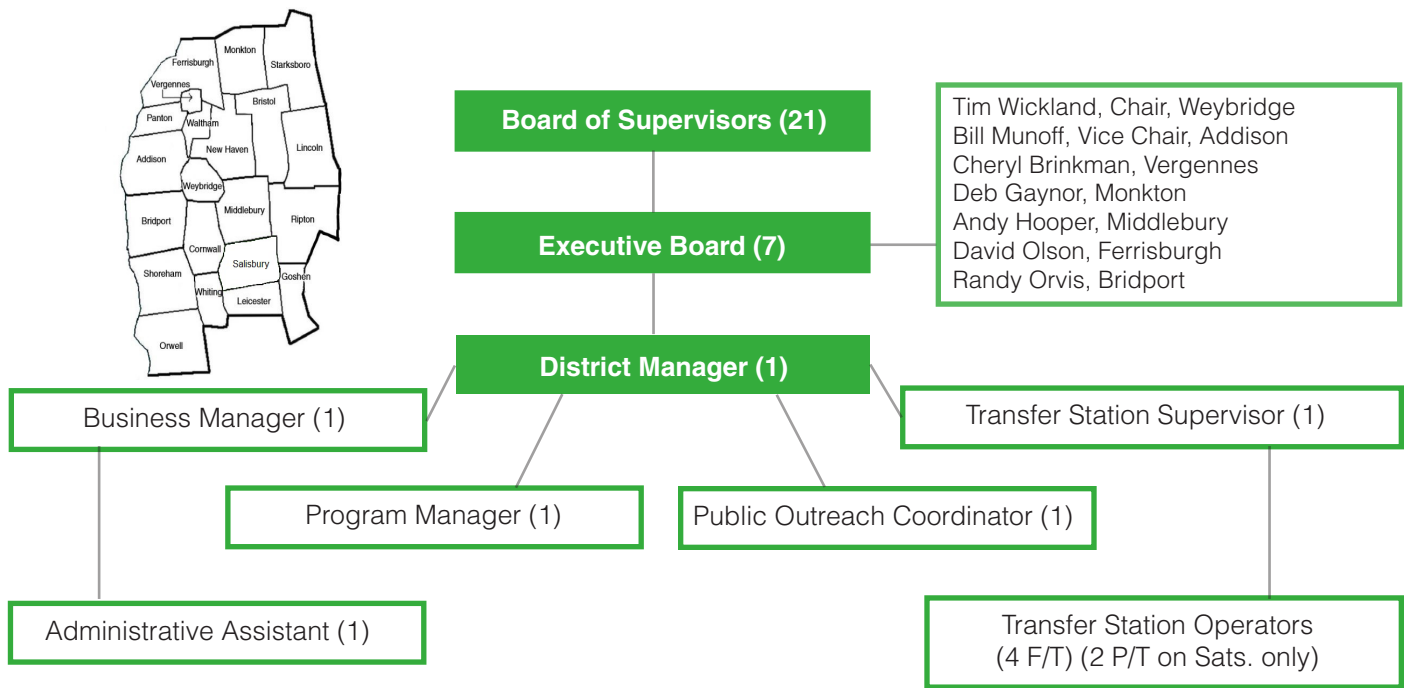 Monkton
Ferrisburgh
Starksboro
Vergennes
Bristol
Panton
Waltham
New Haven
Lincoln
Addison
Weybridge
Middlebury
Bridport
Ripton
Cornwall
Salisbury
Shoreham
Goshen
Whiting
Leicester
Orwell
Board of Supervisors (21)
Executive Board (7)
Tim Wickland, Chair, Weybridge
Bill Munoff, Vice Chair, Addison
Cheryl Brinkman, Vergennes
Deb Gaynor, Monkton
Andy Hooper, Middlebury
David Olson, Ferrisburgh
Randy Orvis, Bridport
District Manager (1)
Business Manager (1)
Transfer Station Supervisor (1)
Program Manager (1)
Public Outreach Coordinator (1)
Administrative Assistant (1)
Transfer Station Operators
(4 F/T) (2 P/T on Sats. only)